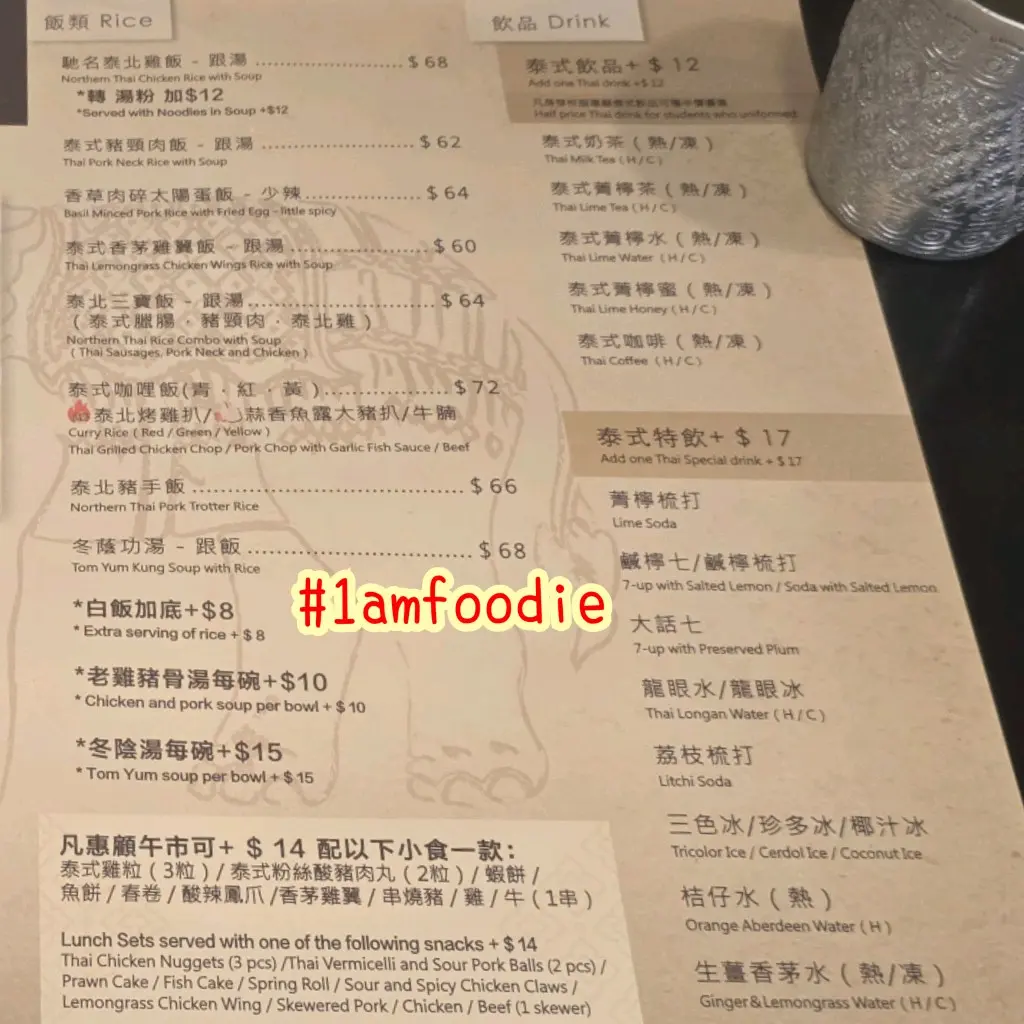 飯類 Rice
馳名泰北雞飯 - 跟湯 ........................ $ 68
Northern Thai Chicken Rice with Soup
*轉 湯粉 加$12
*Served with Noodles in Soup +$12
泰式豬頸肉飯 - 跟湯 ........................ $ 62
Thai Pork Neck Rice with Soup
香草肉碎太陽蛋飯 - 少辣.................. $ 64
Basil Minced Pork Rice with Fried Egg - little spicy
泰式香茅雞翼飯 - 跟湯 ..................... $ 60
Thai Lemongrass Chicken Wings Rice with Soup
泰北三寶飯 - 跟湯............................. $ 64
( 泰式臘腸 · 豬頸肉 · 泰北雞 )
Northern Thai Rice Combo with Soup
( Thai Sausages, Pork Neck and Chicken )
泰式咖哩飯(青 · 紅 · 黃 ).................. $ 72
泰北烤雞扒/蒜香魚露大豬扒/牛腩
Curry Rice ( Red / Green / Yellow )
Thai Grilled Chicken Chop / Pork Chop with Garlic Fish Sauce / Beef
泰北豬手飯 ....................................... $ 66
Northern Thai Pork Trotter Rice
冬蔭功湯 - 跟飯 ................................ $ 68
Tom Yum Kung Soup with Rice
*白飯加底+$8
* Extra serving of rice + $ 8
*老雞豬骨湯每碗+$10
* Chicken and pork soup per bowl + $ 10
*冬陰湯每碗+$15
* Tom Yum soup per bowl + $ 15
凡惠顧午市可+ $ 14 配以下小食一款：
泰式雞粒 ( 3粒 ) / 泰式粉絲酸豬肉丸 ( 2粒 ) / 蝦餅 /
魚餅 / 春卷 / 酸辣鳳爪 /香茅雞翼 / 串燒豬 / 雞 / 牛 ( 1串 )
Lunch Sets served with one of the following snacks + $ 14
Thai Chicken Nuggets (3 pcs) /Thai Vermicelli and Sour Pork Balls (2 pcs) /
Prawn Cake / Fish Cake / Spring Roll / Sour and Spicy Chicken Claws /
Lemongrass Chicken Wing / Skewered Pork / Chicken / Beef (1 skewer)
飲品 Drink
泰式飲品+ $ 12
Add one Thai drink +$ 12
Half price Thai drink for students who uniformed
泰式奶茶 ( 熱/凍 )
Thai Milk Tea ( H / C )
泰式菁檸茶 ( 熱/凍 )
Thai Lime Tea ( H / C )
泰式菁檸水 ( 熱/凍 )
Thai Lime Water ( H / C )
泰式菁檸蜜 ( 熱/凍 )
Thai Lime Honey ( H / C )
泰式咖啡 ( 熱/凍 )
Thai Coffee ( H / C )
泰式特飲+ $ 17
Add one Thai Special drink + $ 17
菁檸梳打
Lime Soda
鹹檸七/鹹檸梳打
7-up with Salted Lemon / Soda with Salted Lemon
大話七
7-up with Preserved Plum
龍眼水/龍眼冰
Thai Longan Water ( H / C )
荔枝梳打
Litchi Soda
三色冰/珍多冰/椰汁冰
Tricolor Ice / Cerdol Ice / Coconut Ice
桔仔水 ( 熱 )
Orange Aberdeen Water ( H )
生薑香茅水 ( 熱/凍 )
Ginger&Lemongrass Water ( H / C )
#1amfoodie